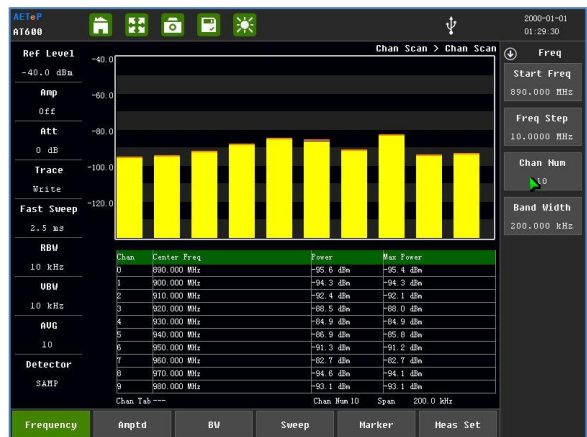 AETeP
AT600
2000-01-01
01:29:30
Ref Level
-40.0 dBm
Amp
Off
Att
0 dB
Trace
Write
Fast Sweep
2.5 ms
RBW
10 kHz
VBW
10 kHz
AVG
10
Detector
SAMP
Chan Scan > Chan Scan
-40.0
-60.0
-80.0
-100.0
-120.0
Chan Center Freq Power Max Power
0 890.000 MHz -95.6 dBm -95.4 dBm
1 900.000 MHz -94.3 dBm -94.3 dBm
2 910.000 MHz -92.4 dBm -92.1 dBm
3 920.000 MHz -88.5 dBm -88.0 dBm
4 930.000 MHz -84.9 dBm -84.9 dBm
5 940.000 MHz -86.9 dBm -85.8 dBm
6 950.000 MHz -91.3 dBm -91.2 dBm
7 960.000 MHz -82.7 dBm -82.7 dBm
8 970.000 MHz -94.6 dBm -94.1 dBm
9 980.000 MHz -93.1 dBm -93.1 dBm
Chan Tab --- Chan Num 10 Span 200.0 kHz
Freq
Start Freq
890.000 MHz
Freq Step
10.0000 MHz
Chan Num
10
Band Width
200.000 kHz
Frequency Amptd BW Sweep Marker Meas Set